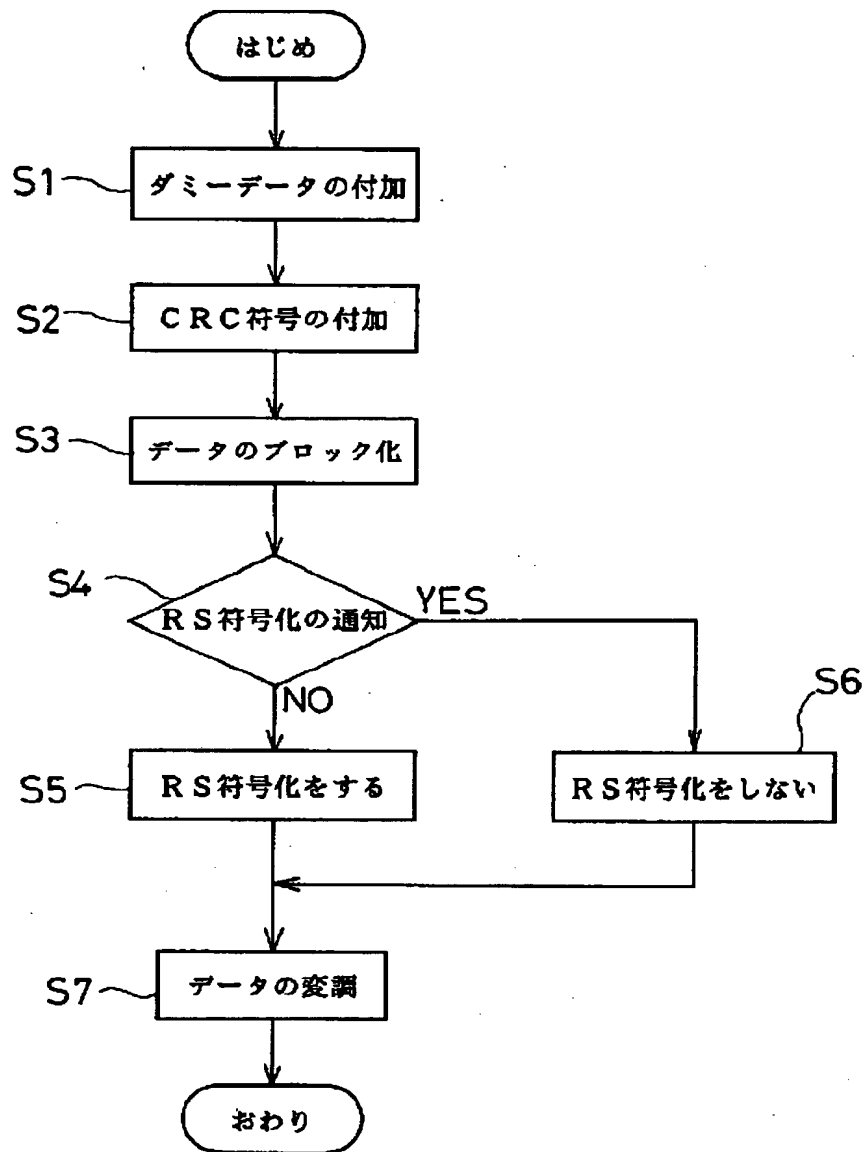 はじめ
S1
ダミーデータの付加
S2
ＣＲＣ符号の付加
S3
データのブロック化
S4
ＲＳ符号化の通知
YES
NO
S5
ＲＳ符号化をする
S6
ＲＳ符号化をしない
S7
データの変調
おわり